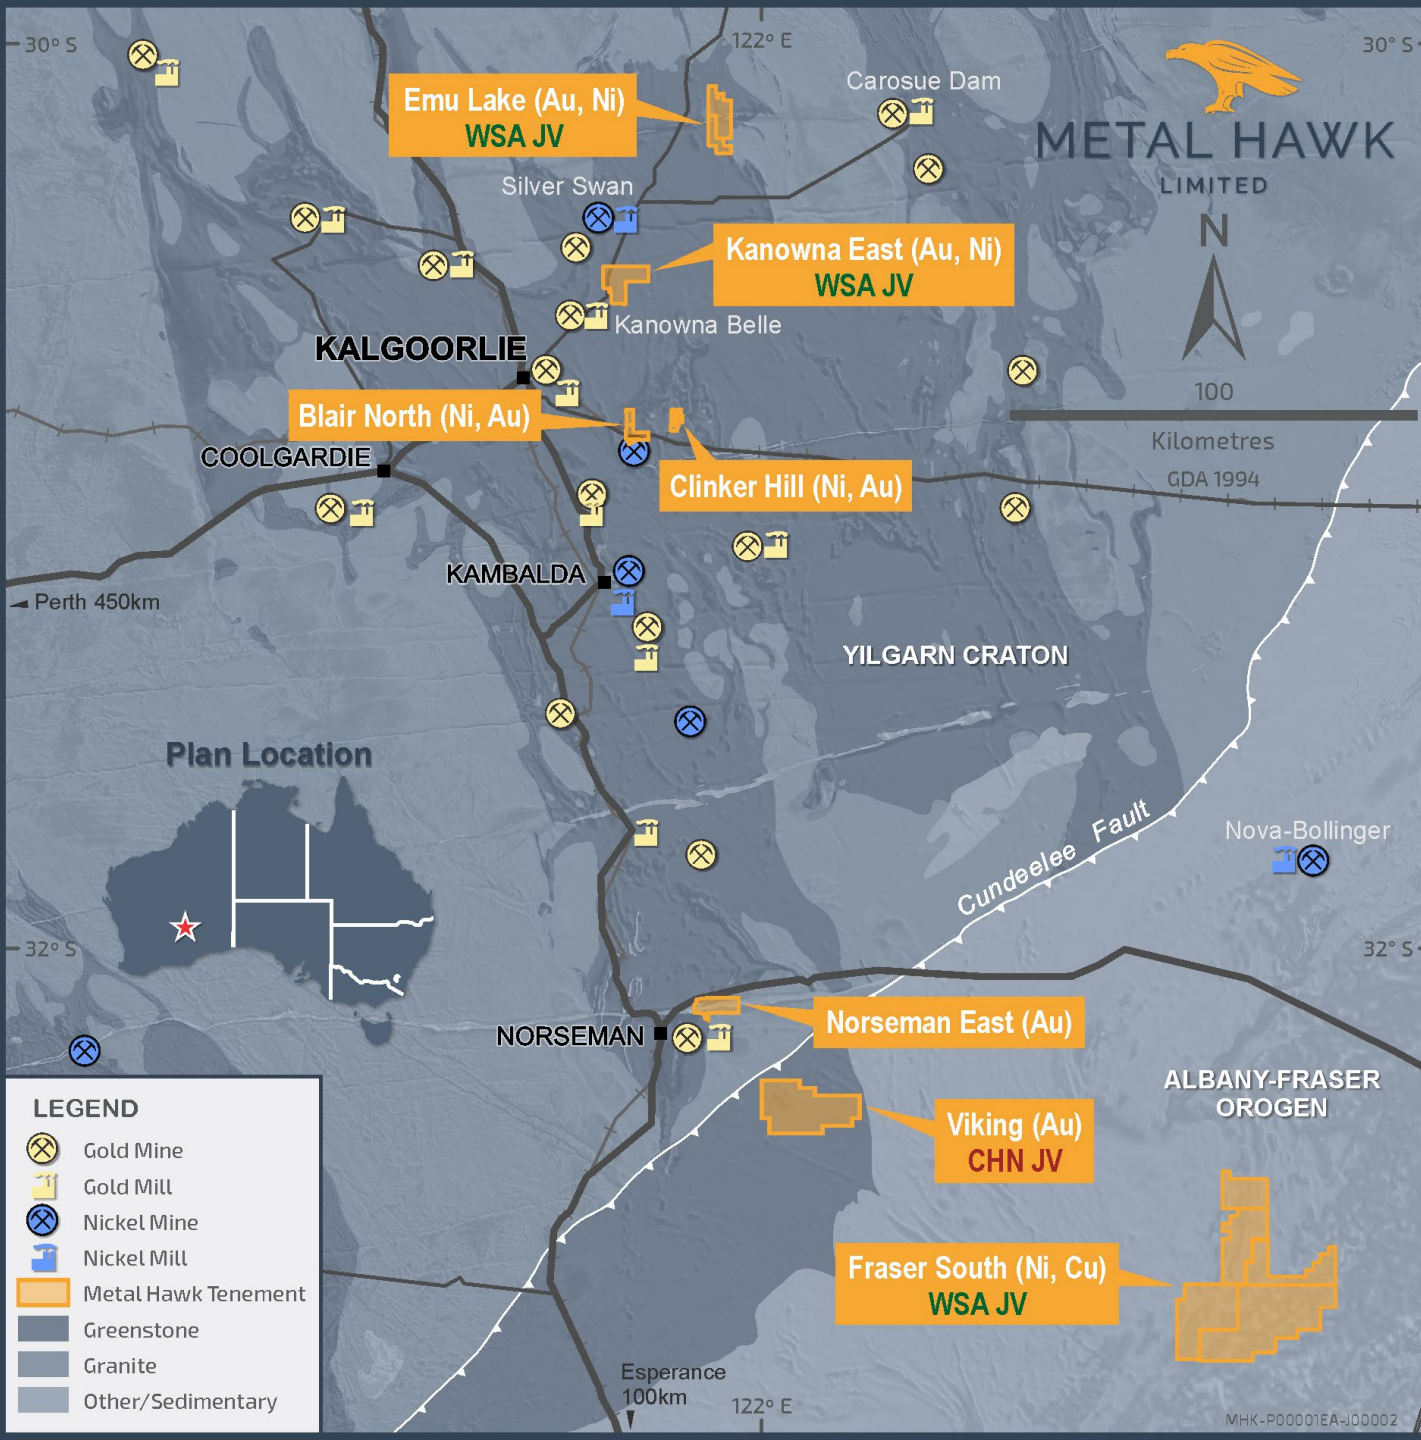 30° S
122° E
30° S
METAL HAWK
LIMITED
N
Emu Lake (Au, Ni)
WSA JV
Carosue Dam
Silver Swan
Kanowna East (Au, Ni)
WSA JV
Kanowna Belle
KALGOORLIE
100
Kilometres
GDA 1994
Blair North (Ni, Au)
COOLGARDIE
Clinker Hill (Ni, Au)
KAMBALDA
Perth 450km
YILGARN CRATON
Plan Location
Cundeelee Fault
Nova-Bollinger
32° S
32° S
Norseman East (Au)
NORSEMAN
ALBANY-FRASER
OROGEN
Viking (Au)
CHN JV
Fraser South (Ni, Cu)
WSA JV
LEGEND
Gold Mine
Gold Mill
Nickel Mine
Nickel Mill
Metal Hawk Tenement
Greenstone
Granite
Other/Sedimentary
Esperance
100km
122° E
MHK-P00001EA-J00002